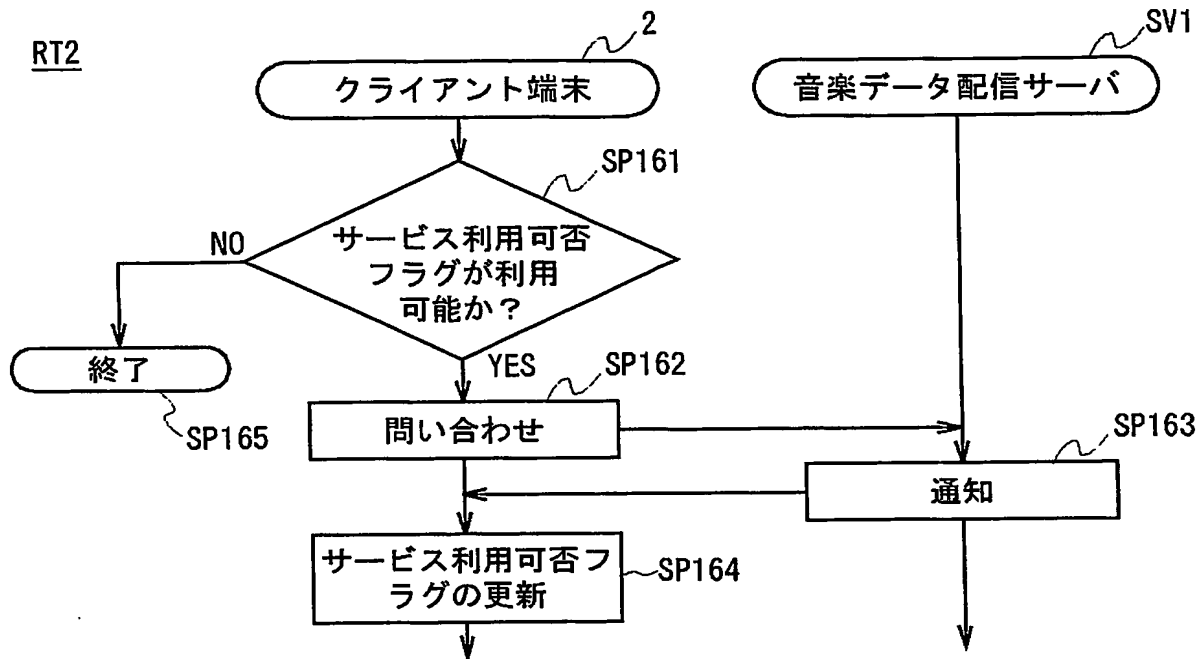 RT2
2
SV1
クライアント端末
音楽データ配信サーバ
SP161
サービス利用可否
フラグが利用
可能か?
NO
YES
終了
SP165
SP162
問い合わせ
SP163
通知
サービス利用可否フ
ラグの更新
SP164